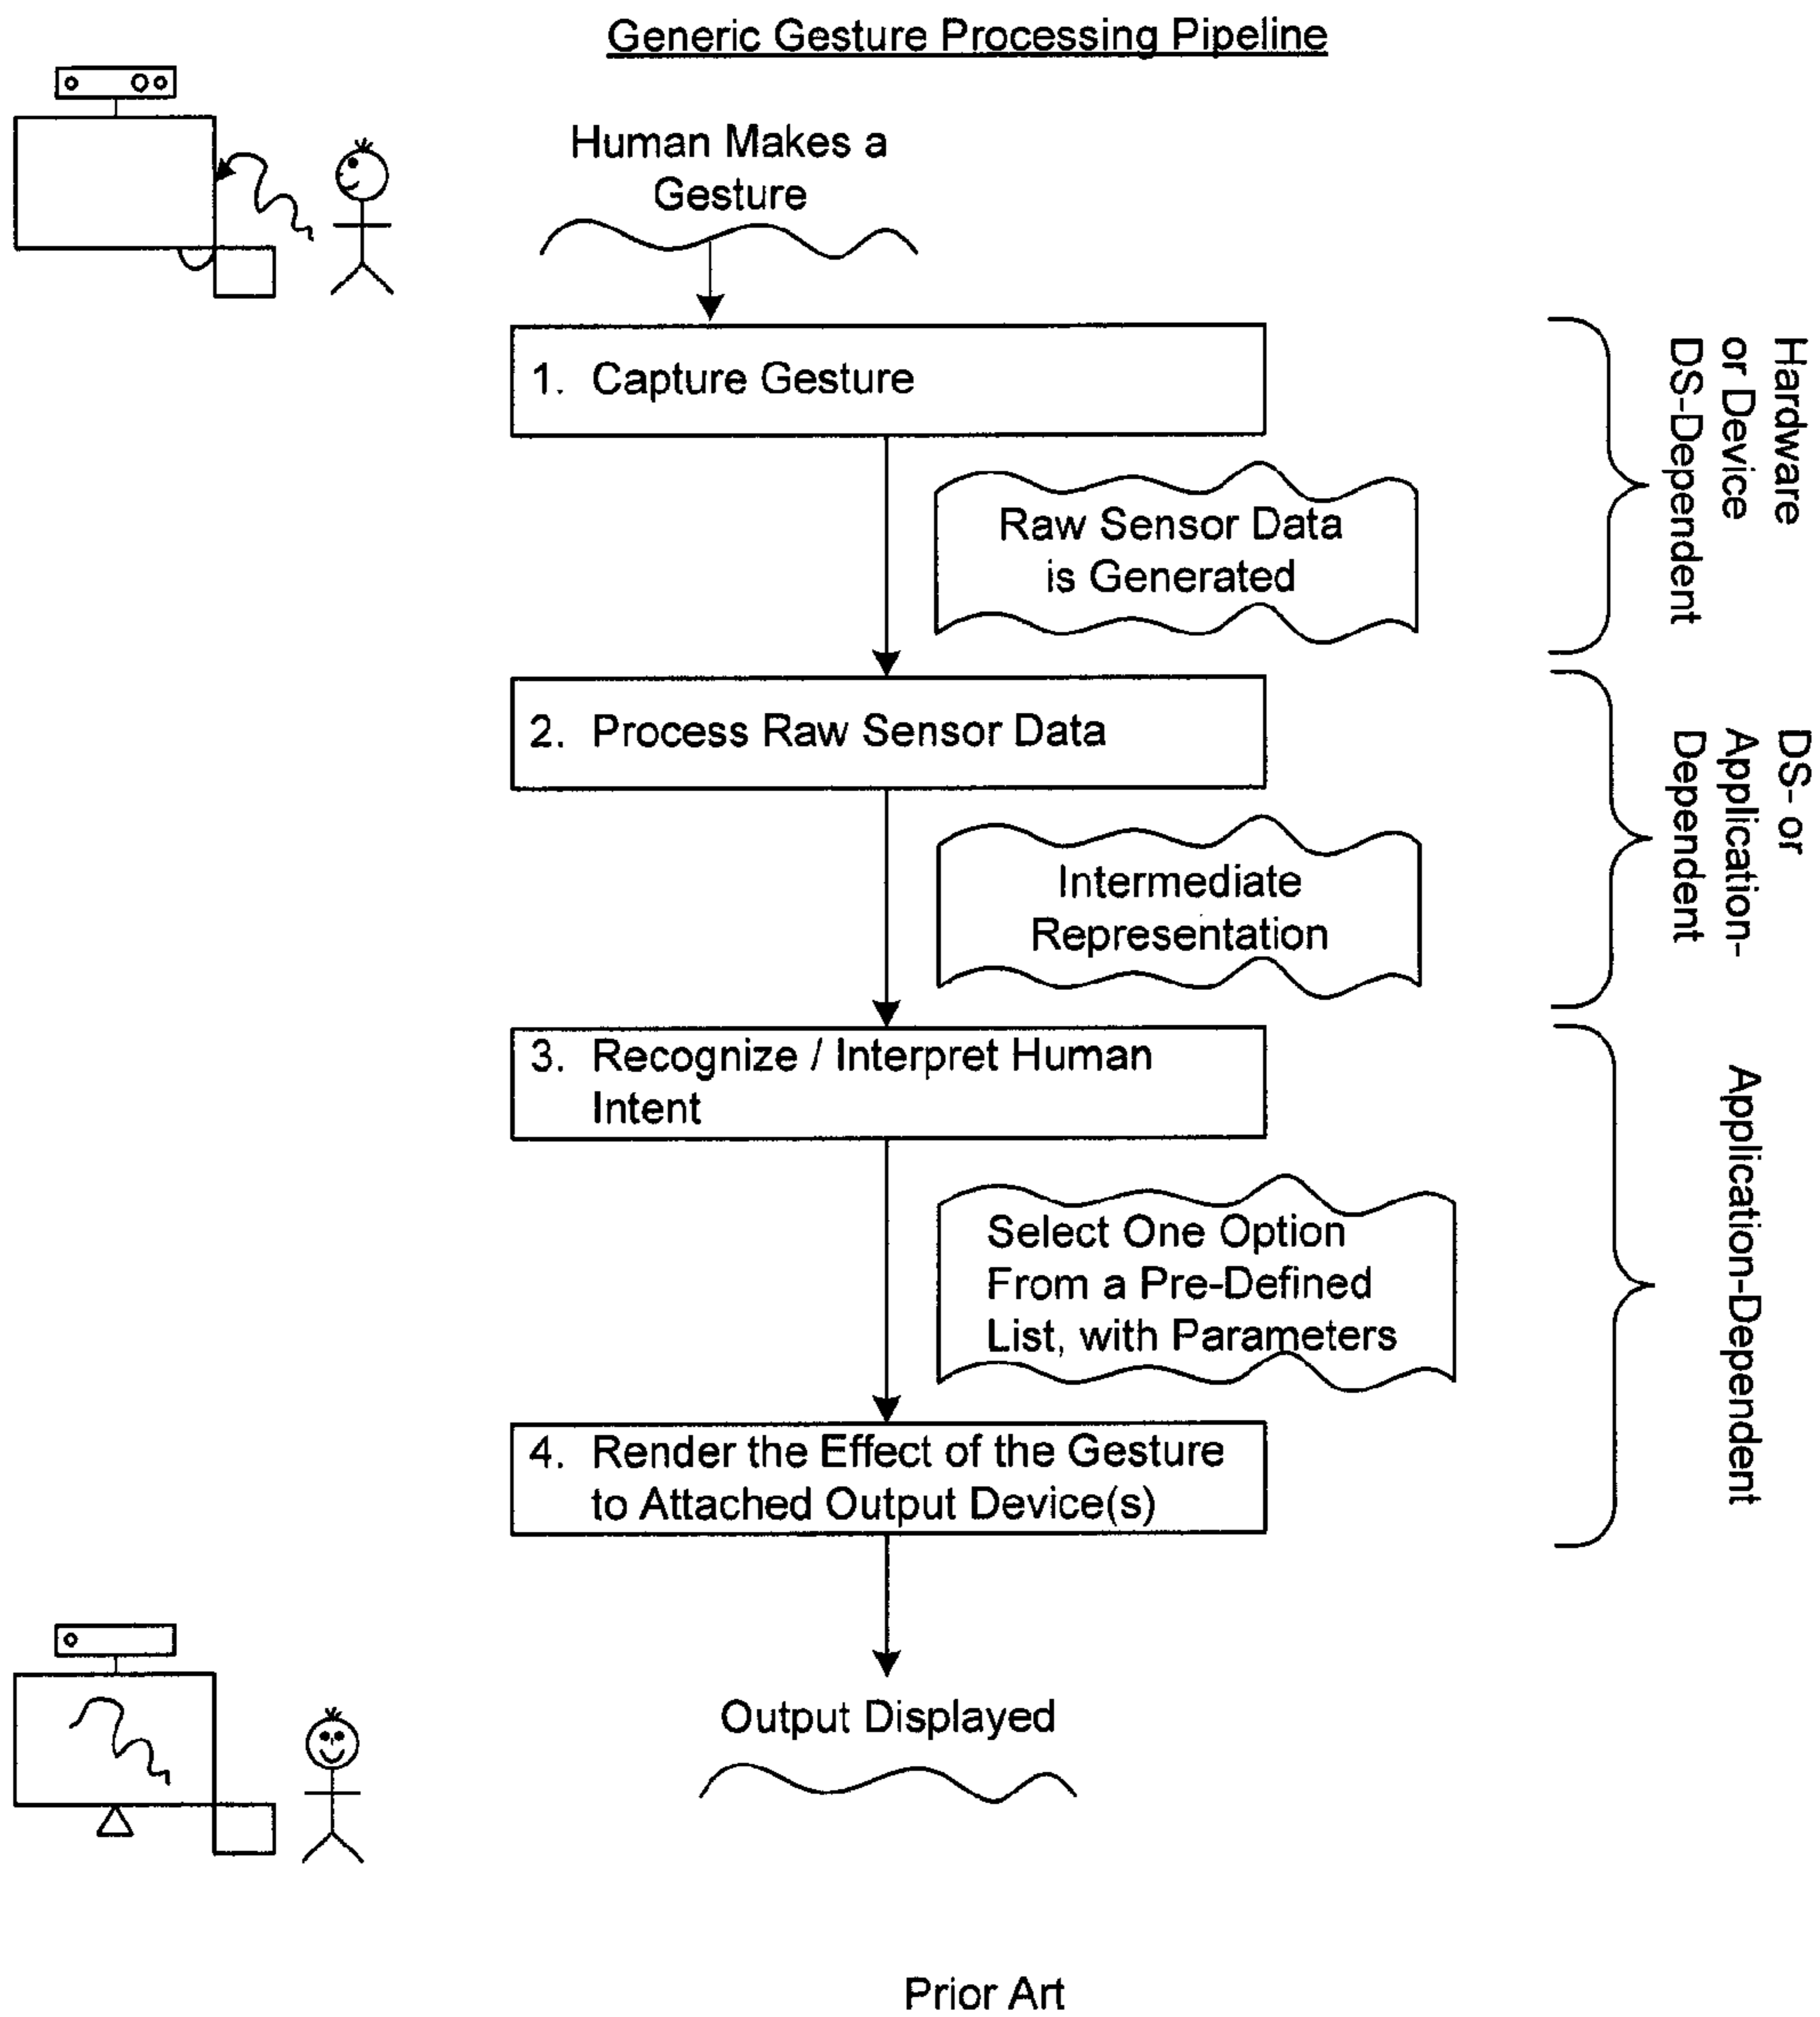 Generic Gesture Processing Pipeline
Human Makes a
Gesture
1. Capture Gesture
Hardware
or Device
DS-Dependent
Raw Sensor Data
is Generated
2. Process Raw Sensor Data
DS- or
Application-
Dependent
Intermediate
Representation
3. Recognize / Interpret Human
Intent
Application-Dependent
Select One Option
From a Pre-Defined
List, with Parameters
4. Render the Effect of the Gesture
to Attached Output Device(s)
Output Displayed
Prior Art